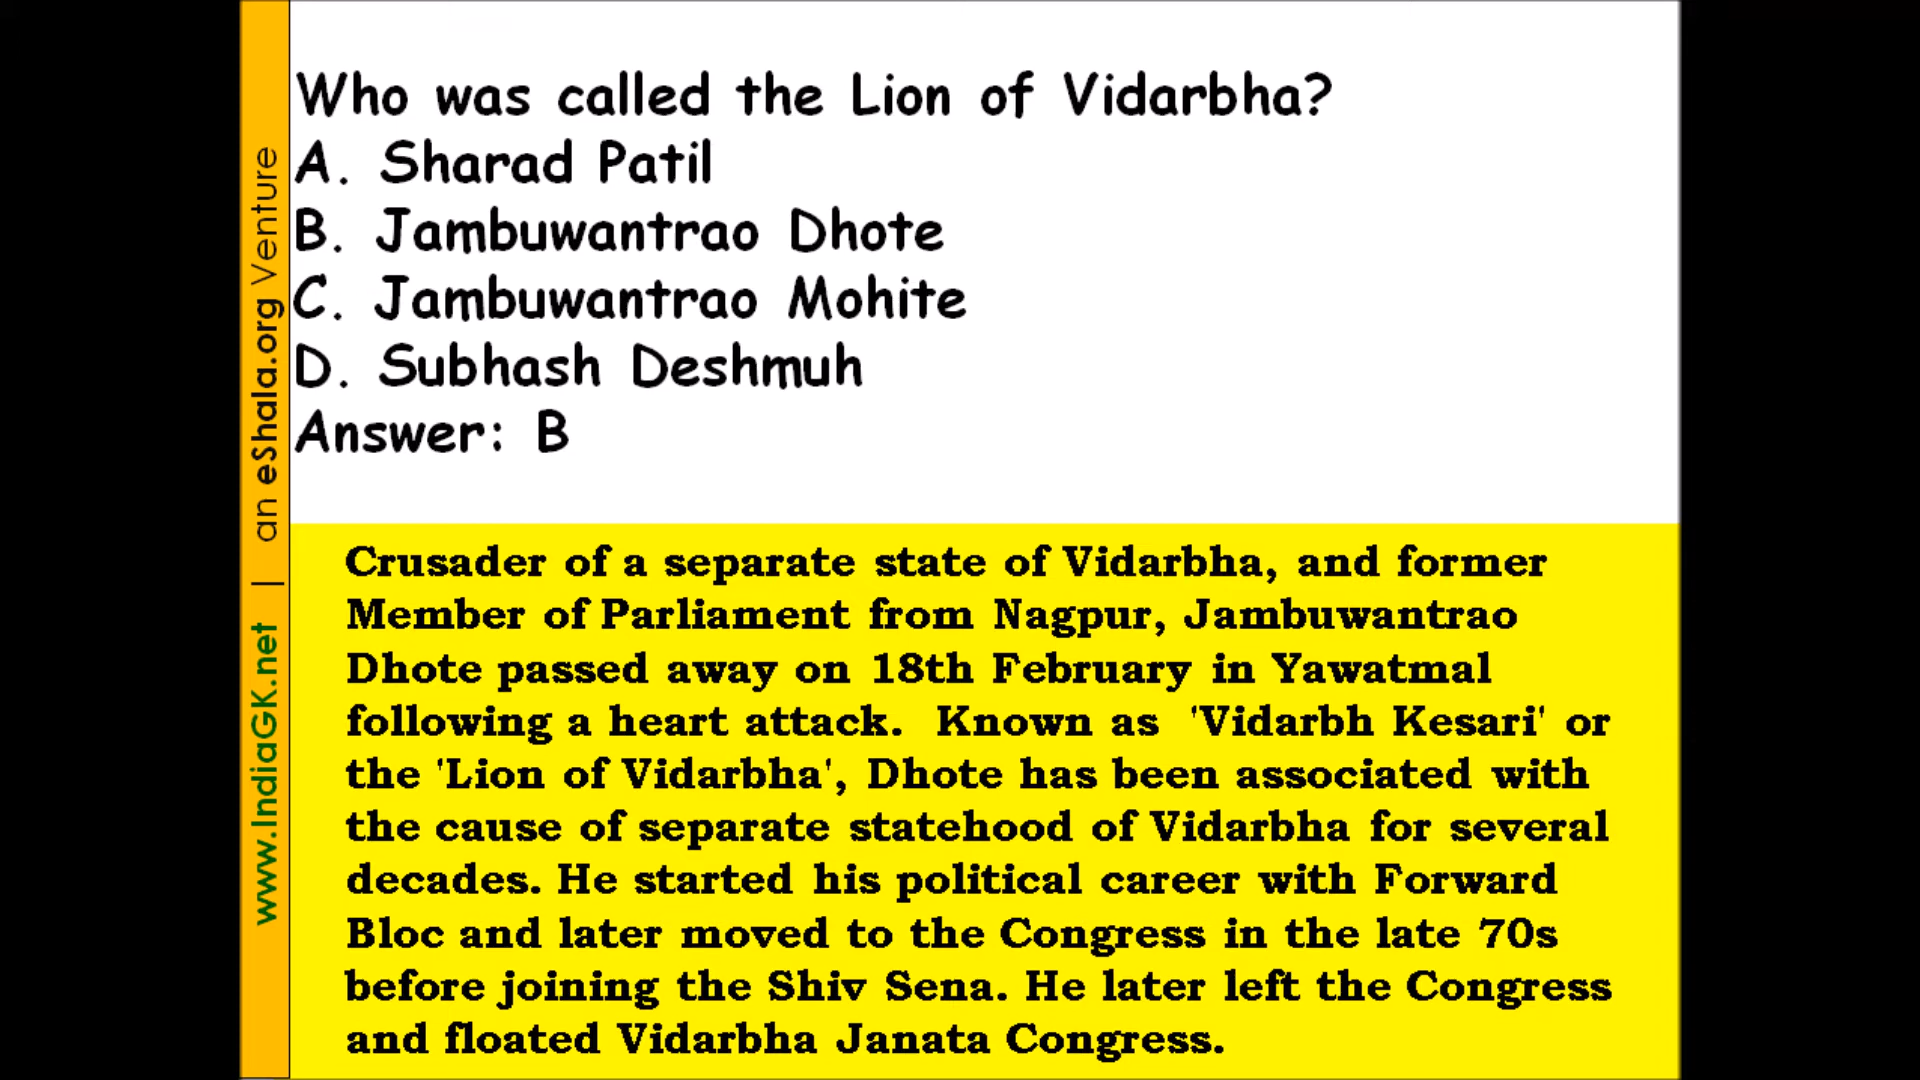 Who was called the Lion of Vidarbha?
A. Sharad Patil
B. Jambuwantrao Dhote
C. Jambuwantrao Mohite
D. Subhash Deshmuh
Answer: B
Crusader of a separate state of Vidarbha, and former
Member of Parliament from Nagpur, Jambuwantrao
Dhote passed away on 18th February in Yawatmal
following a heart attack. Known as 'Vidarbh Kesari' or
the 'Lion of Vidarbha', Dhote has been associated with
the cause of separate statehood of Vidarbha for several
decades. He started his political career with Forward
Bloc and later moved to the Congress in the late 70s
before joining the Shiv Sena. He later left the Congress
and floated Vidarbha Janata Congress.
www.IndiaGK.net | an eShala.org Venture